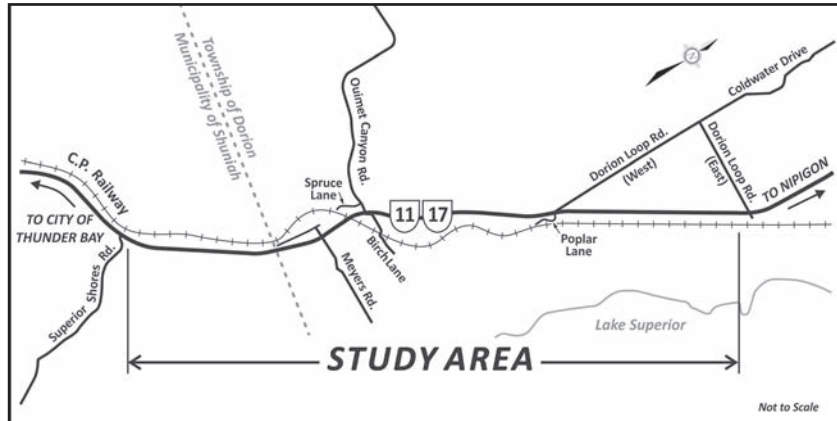 Township of Dorion
Municipality of Shuniah
Ouimet Canyon Rd.
N
Coldwater Drive
Dorion Loop Rd.
(West)
Dorion Loop Rd.
(East)
C.P. Railway
Spruce
Lane
11 17
TO NIPIGON
TO CITY OF
THUNDER BAY
Superior Shores Rd.
Meyers Rd.
Birch Lane
Poplar
Lane
Lake Superior
STUDY AREA
Not to Scale